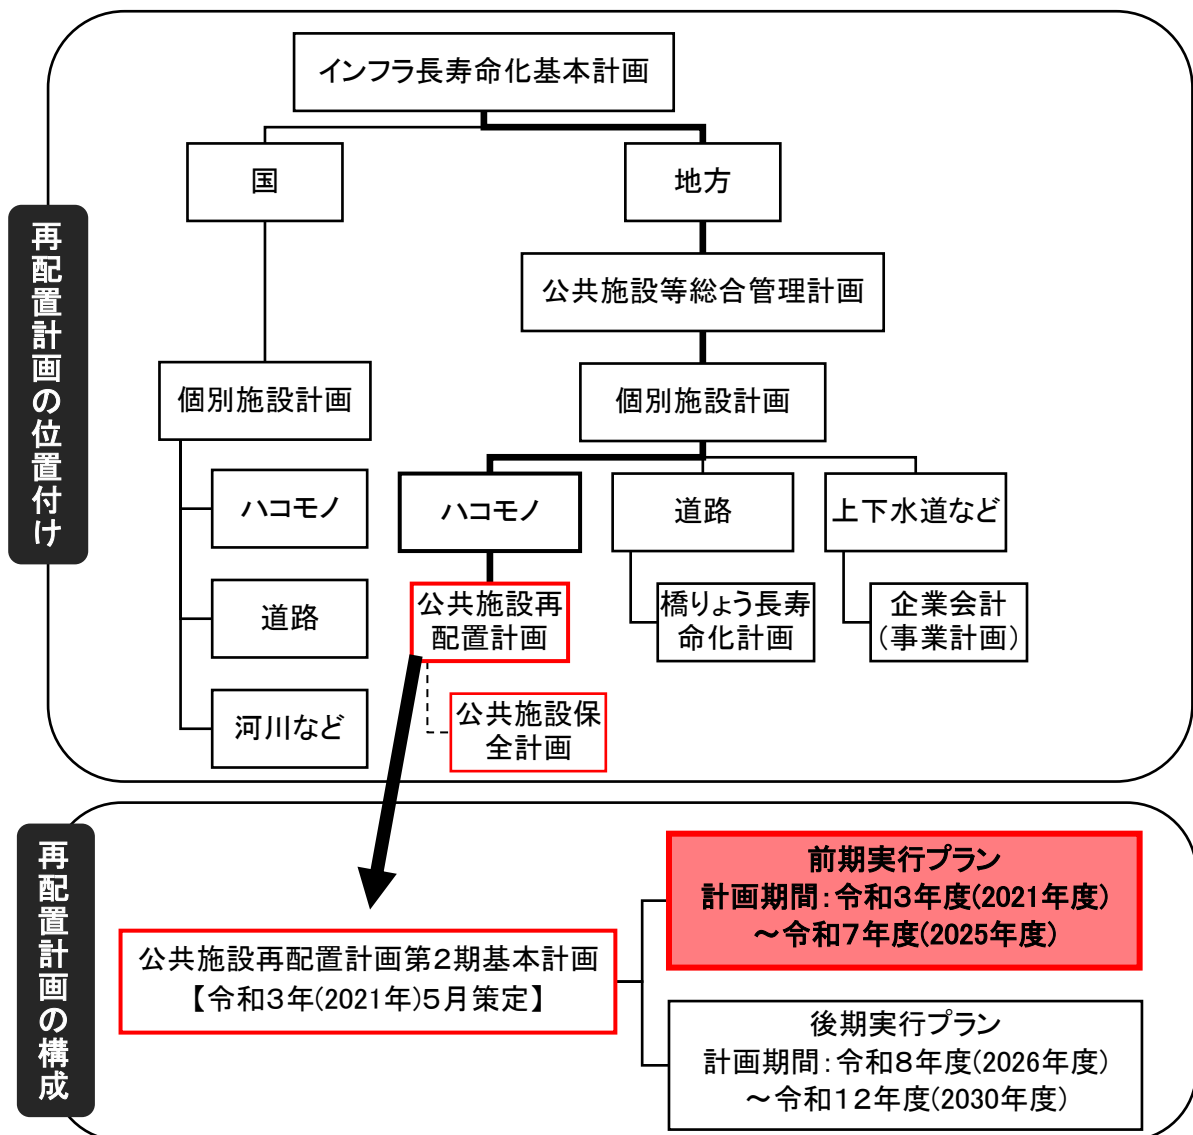 再配置計画の位置付け
インフラ長寿命化基本計画
国
地方
公共施設等総合管理計画
個別施設計画
個別施設計画
ハコモノ
道路
河川など
ハコモノ
道路
上下水道など
公共施設再
配置計画
橋りょう長寿
命化計画
企業会計
(事業計画)
公共施設保
全計画
再配置計画の構成
公共施設再配置計画第2期基本計画
【令和3年(2021年)5月策定】
前期実行プラン
計画期間:令和3年度(2021年度)
～令和7年度(2025年度)
後期実行プラン
計画期間:令和8年度(2026年度)
～令和12年度(2030年度)